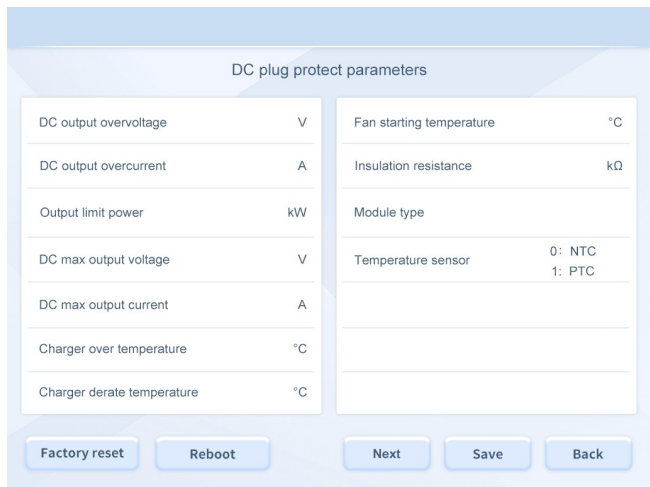 DC plug protect parameters
DC output overvoltage V
DC output overcurrent A
Output limit power kW
DC max output voltage V
DC max output current A
Charger over temperature °C
Charger derate temperature °C
Fan starting temperature °C
Insulation resistance kΩ
Module type
Temperature sensor 0: NTC
1: PTC
Factory reset Reboot Next Save Back